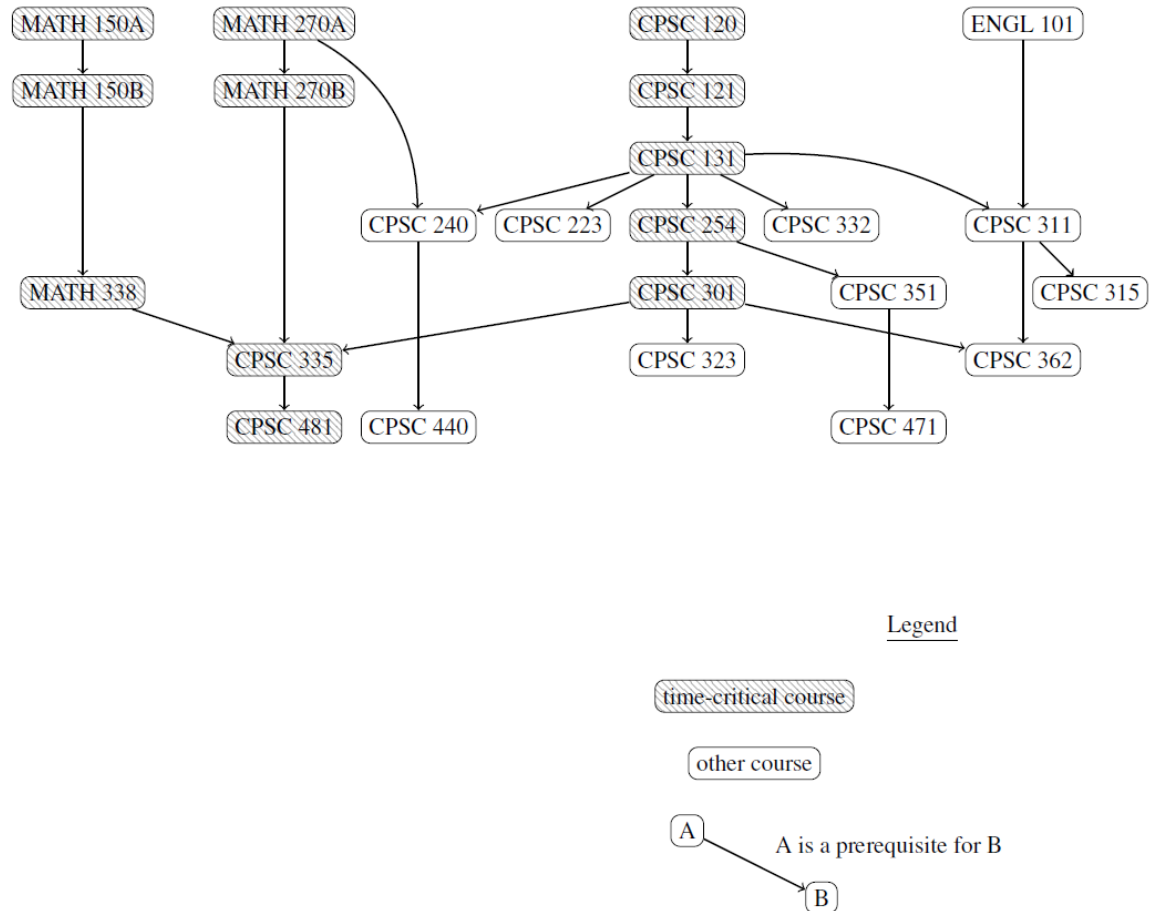 MATH 150A
MATH 270A
CPSC 120
ENGL 101
MATH 150B
MATH 270B
CPSC 121
CPSC 131
CPSC 240
CPSC 223
CPSC 254
CPSC 332
CPSC 311
MATH 338
CPSC 301
CPSC 351
CPSC 315
CPSC 335
CPSC 323
CPSC 362
CPSC 481
CPSC 440
CPSC 471
Legend
time-critical course
other course
A
A is a prerequisite for B
B